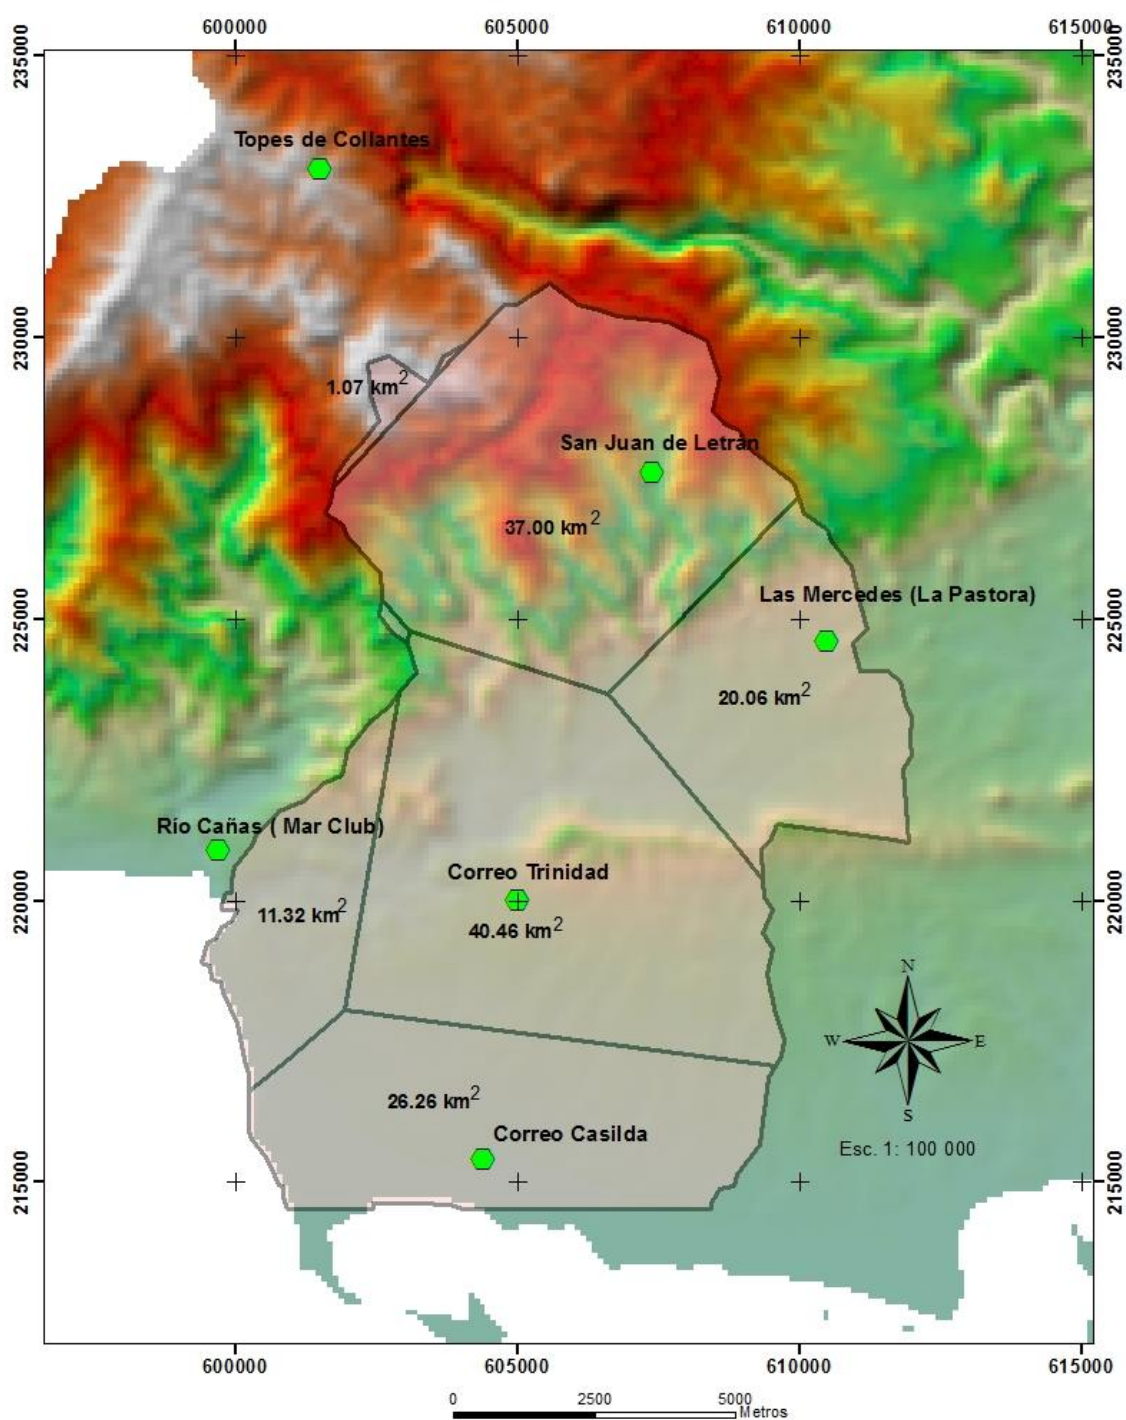 600000 605000 610000 615000
235000 235000
Topes de Collantes
230000 230000
1.07 km2
San Juan de Letrán
37.00 km2
225000 225000
Las Mercedes (La Pastora)
20.06 km2
Río Cañas ( Mar Club)
Correo Trinidad
220000 220000
11.32 km2
40.46 km2
N
W E
S
26.26 km2
Correo Casilda
Esc. 1: 100 000
215000 215000
600000 605000 610000 615000
0 2500 5000
Metros